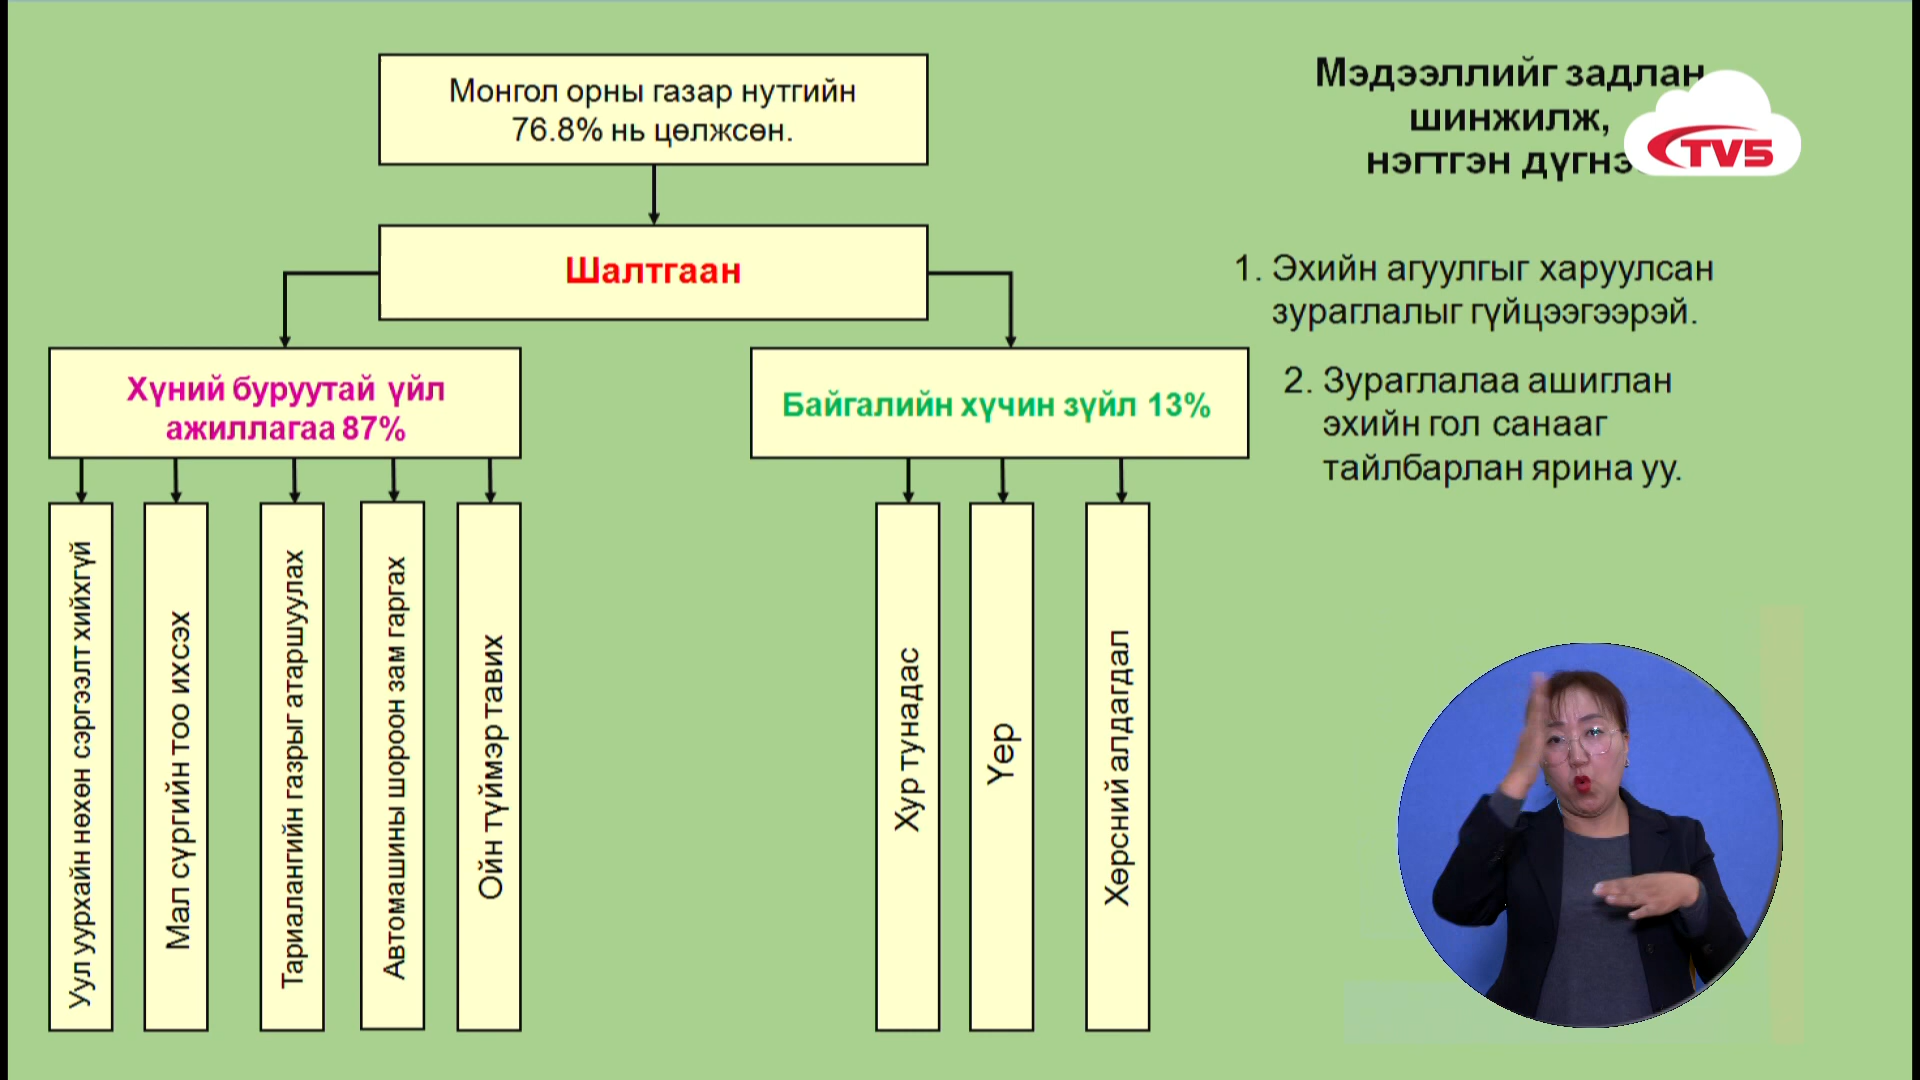 Монгол орны газар нутгийн
76.8% нь цөлжсөн.
Шалтгаан
Хүний буруутай үйл
ажиллагаа 87%
Байгалийн хүчин зүйл 13%
Уул уурхайн нөхөн сэргээлт хийхгүй
Мал сүргийн тоо ихсэх
Тариалангийн газрыг атаршуулах
Автомашины шороон зам гаргах
Ойн түймэр тавих
Хур тунадас
Үер
Хөрсний алдагдал
Мэдээллийг задлан
шинжилж,
нэгтгэн
TV5
1. Эхийн агуулгыг харуулсан
зураглалыг гүйцээгээрэй.
2. Зураглалаа ашиглан
эхийн гол санааг
тайлбарлан ярина уу.